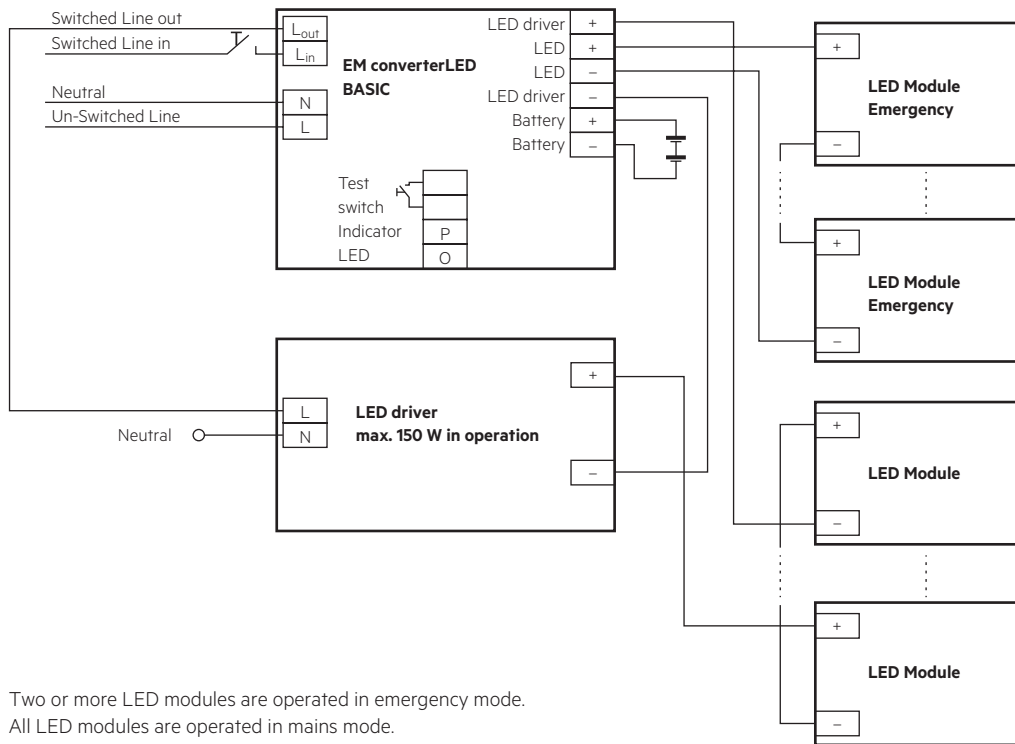 Switched Line out
Switched Line in
Neutral
Un-Switched Line
Lout
Lin
N
L
EM converterLED
BASIC
LED driver +
LED +
LED –
LED driver –
Battery +
Battery –
Test
switch
Indicator P
LED O
+
LED Module
Emergency
–
+
LED Module
Emergency
–
L
N
Neutral
LED driver
max. 150 W in operation
+
–
+
LED Module
–
+
LED Module
–
Two or more LED modules are operated in emergency mode.
All LED modules are operated in mains mode.